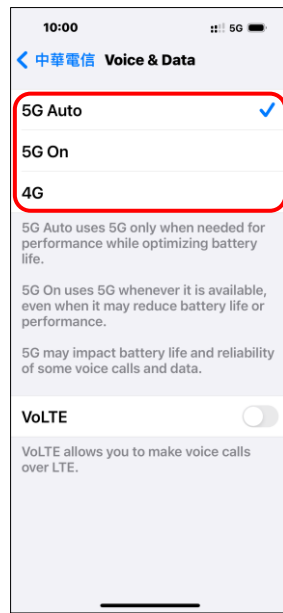 10:00 5G
中華電信 Voice & Data
5G Auto
5G On
4G
5G Auto uses 5G only when needed for
performance while optimizing battery
life.
5G On uses 5G whenever it is available,
even when it may reduce battery life or
performance.
5G may impact battery life and reliability
of some voice calls and data.
VoLTE
VoLTE allows you to make voice calls
over LTE.